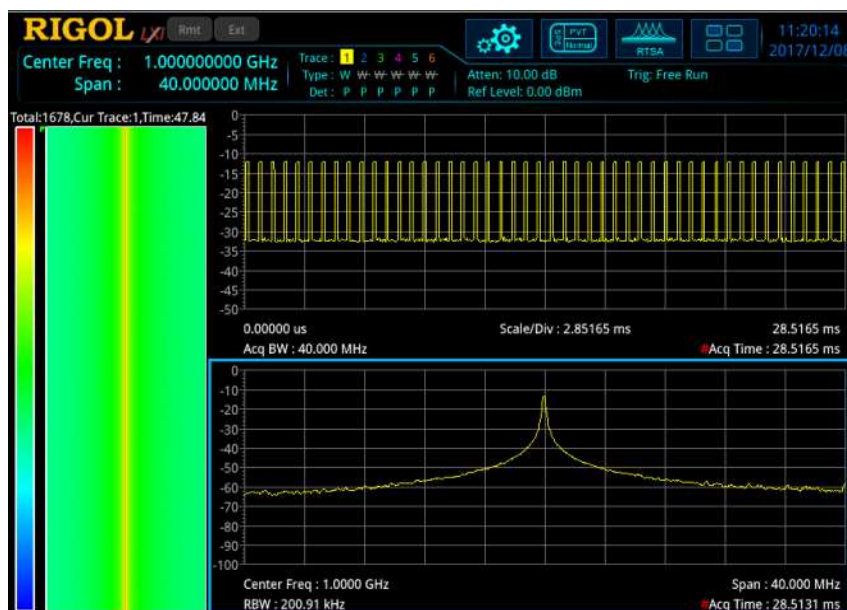 RIGOL LXI Rmt Ext
11:20:14
2017/12/08
PVT
Normal
RTSA
Center Freq : 1.000000000 GHz
Span : 40.000000 MHz
Trace : 1 2 3 4 5 6
Type : W W W W W W
Det : P P P P P P
Atten: 10.00 dB
Ref Level: 0.00 dBm
Trig: Free Run
Total:1678,Cur Trace:1,Time:47.84
0
-5
-10
-15
-20
-25
-30
-35
-40
-45
-50
0.00000 us Scale/Div : 2.85165 ms 28.5165 ms
Acq BW : 40.000 MHz #Acq Time : 28.5165 ms
0
-10
-20
-30
-40
-50
-60
-70
-80
-90
-100
Center Freq : 1.0000 GHz Span : 40.000 MHz
RBW : 200.91 kHz #Acq Time : 28.5131 ms